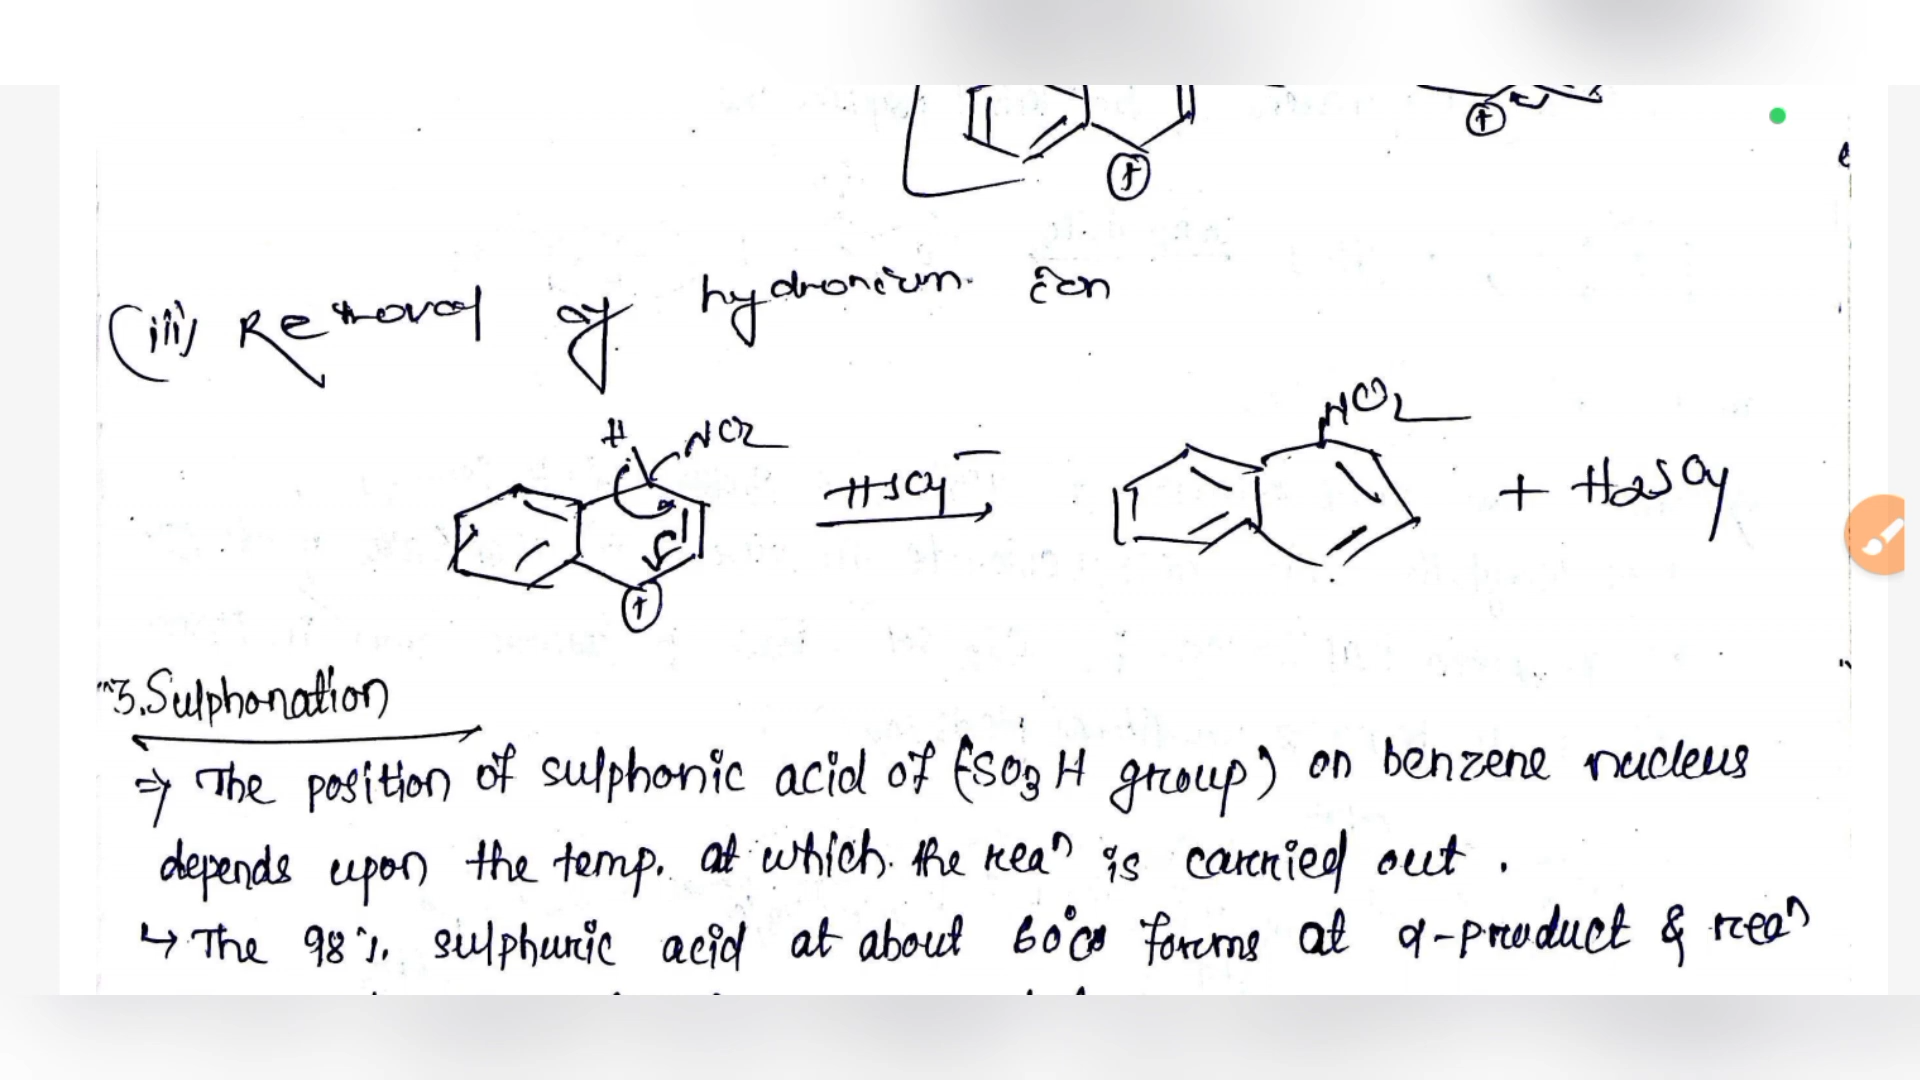 (iii) Removal of hydronium ion
H NO2 HSO4⁻ NO2 + H2SO4
+
3.Sulphonation
⇒ The position of sulphonic acid of (-SO3H group) on benzene nucleus
depends upon the temp. at which the reaⁿ is carried out.
↳ The 98% sulphuric acid at about 60°C forms at α-product & reaⁿ